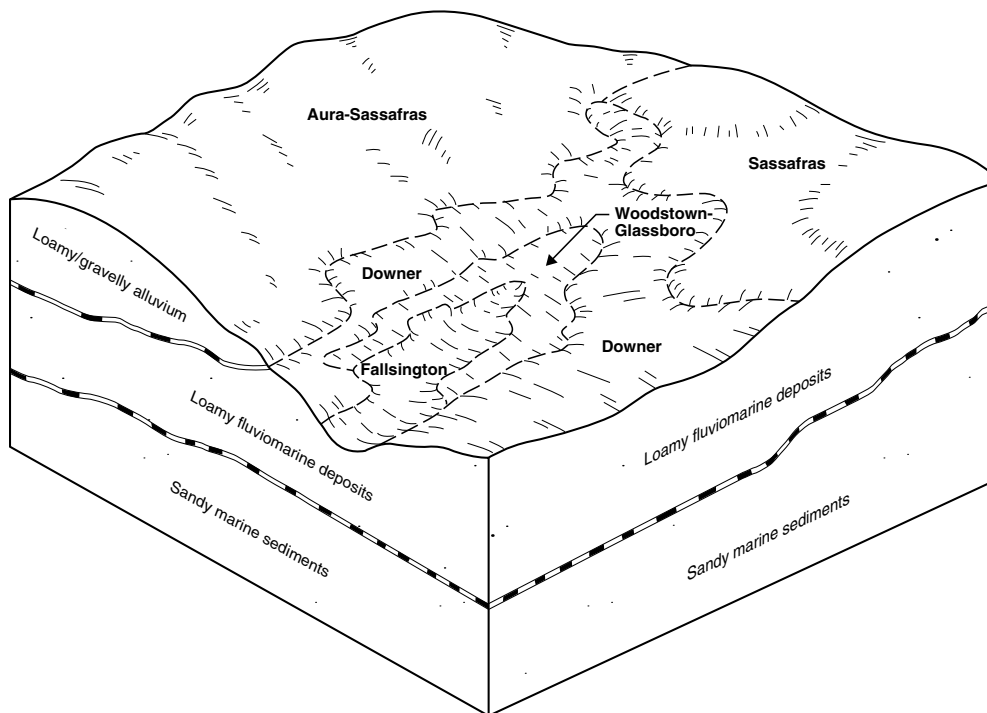 Aura-Sassafras
Sassafras
Woodstown-
Glassboro
Downer
Downer
Fallsington
Loamy/gravelly alluvium
Loamy fluviomarine deposits
Sandy marine sediments
Loamy fluviomarine deposits
Sandy marine sediments